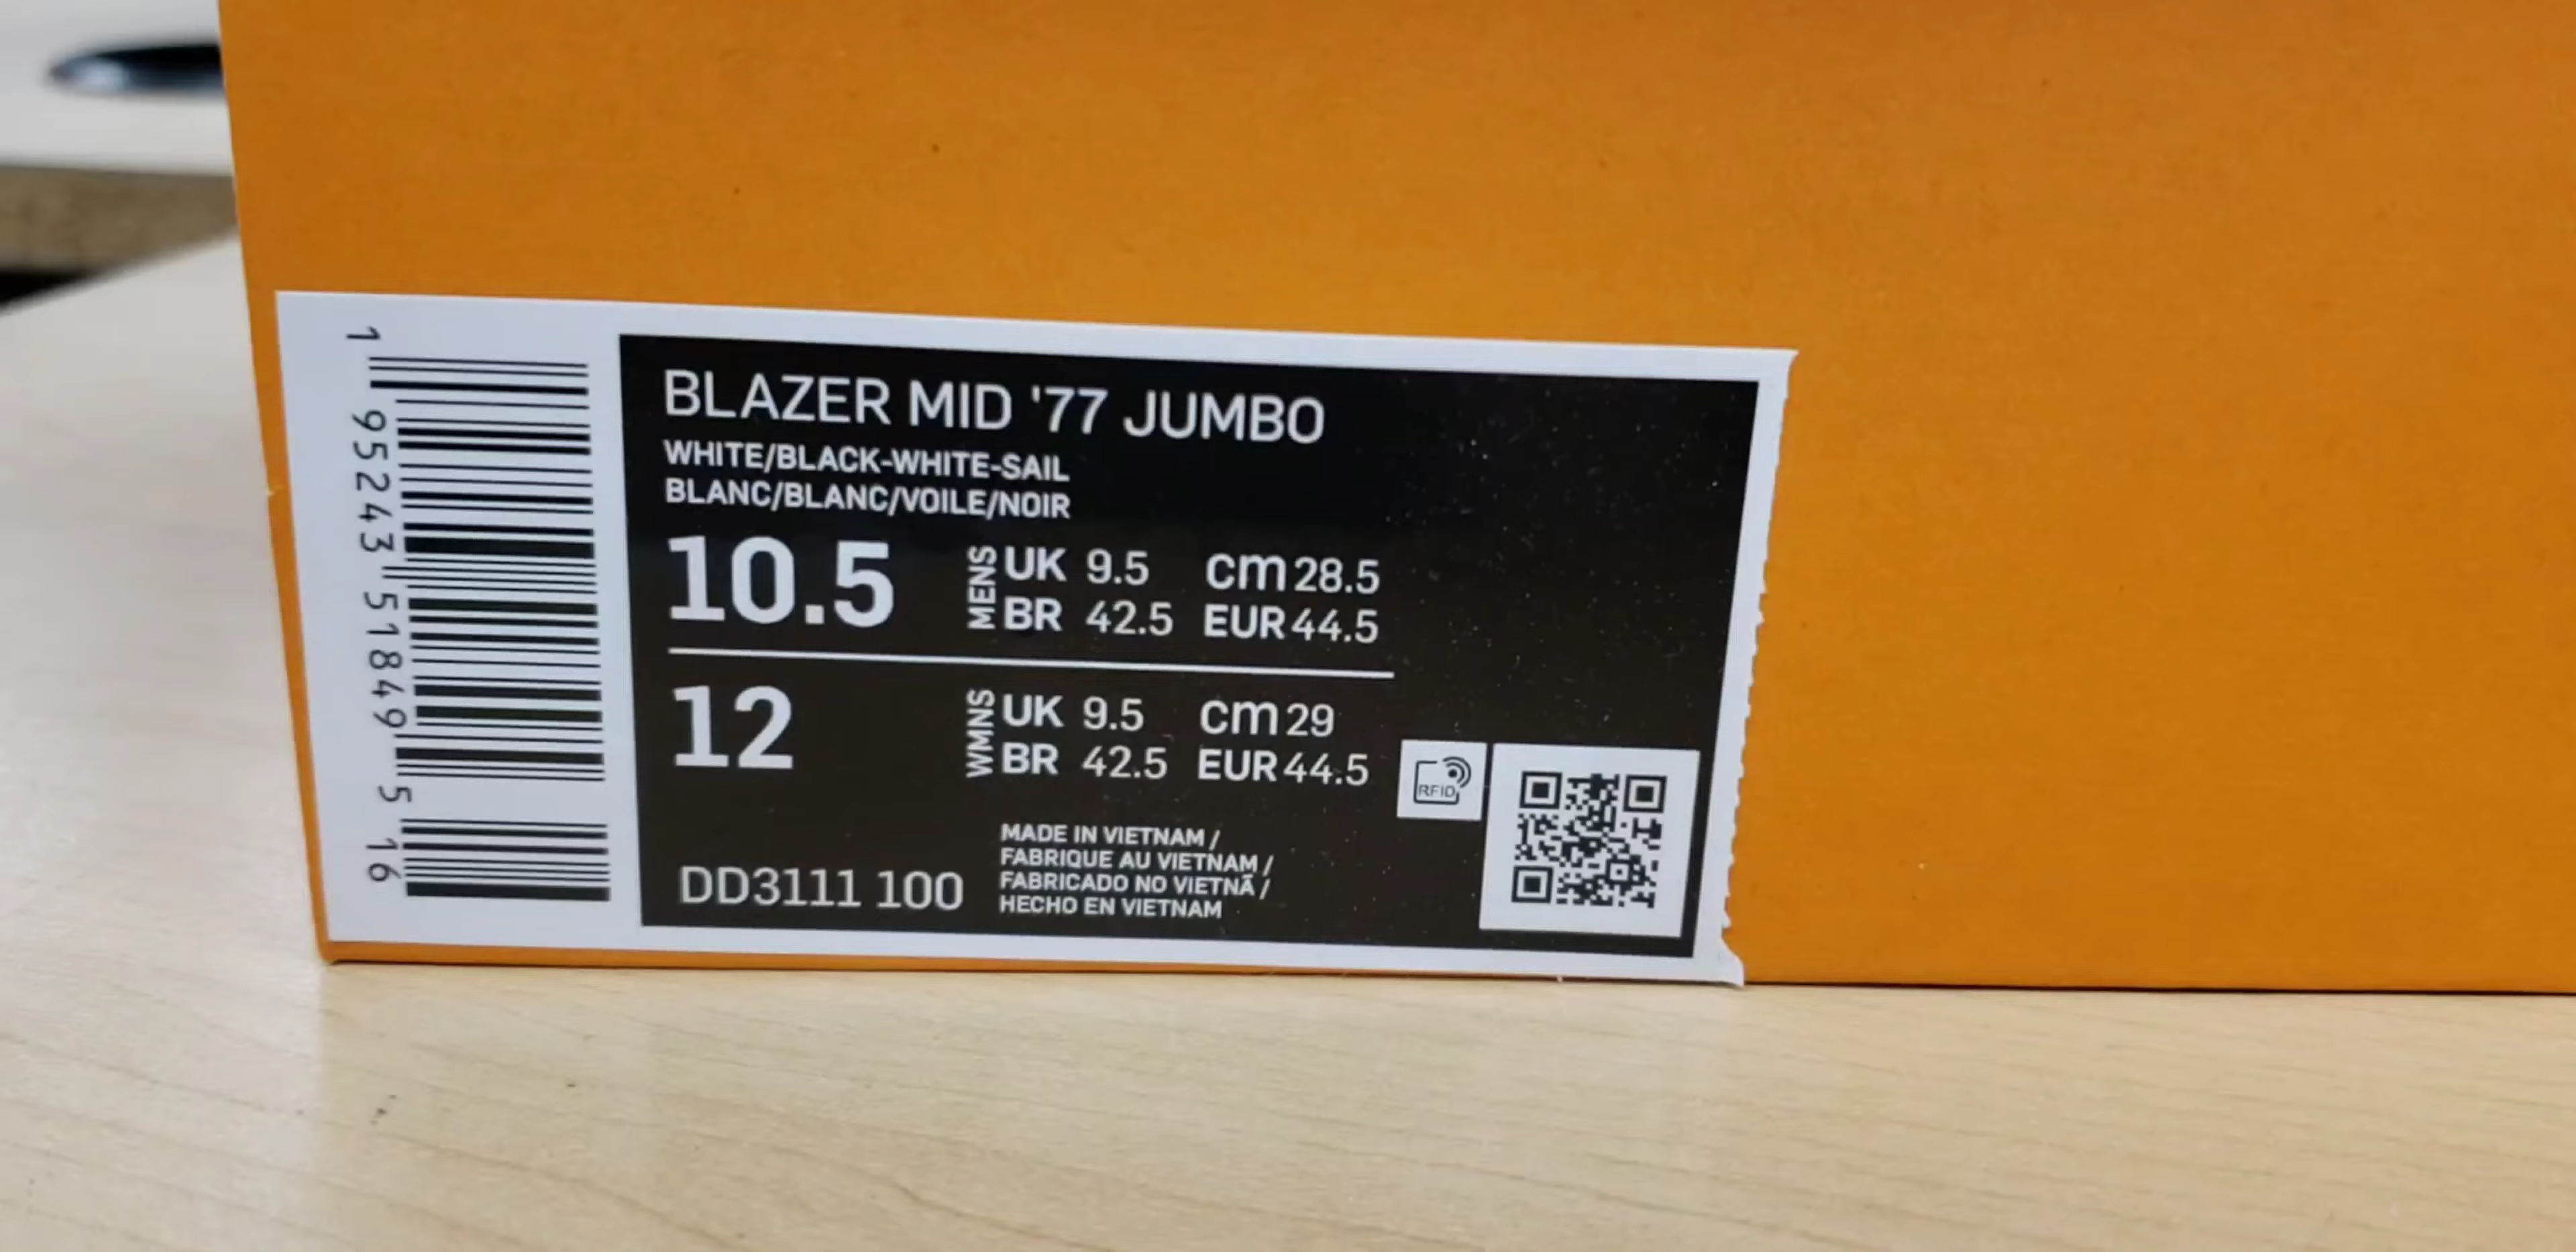 1 95243 51849 5 16
BLAZER MID '77 JUMBO
WHITE/BLACK-WHITE-SAIL
BLANC/BLANC/VOILE/NOIR
10.5 MENS UK 9.5 cm 28.5
BR 42.5 EUR 44.5
12 WMNS UK 9.5 cm 29
BR 42.5 EUR 44.5
RFID
MADE IN VIETNAM /
FABRIQUE AU VIETNAM /
FABRICADO NO VIETNÃ /
HECHO EN VIETNAM
DD3111 100